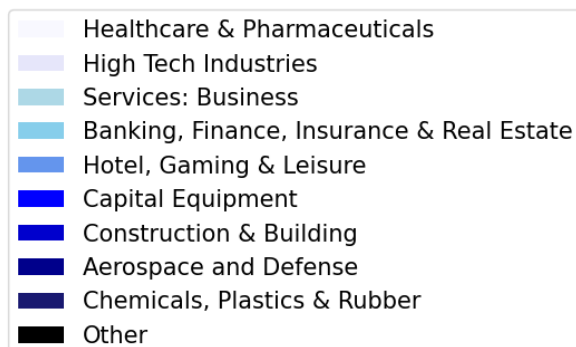 Healthcare & Pharmaceuticals
High Tech Industries
Services: Business
Banking, Finance, Insurance & Real Estate
Hotel, Gaming & Leisure
Capital Equipment
Construction & Building
Aerospace and Defense
Chemicals, Plastics & Rubber
Other